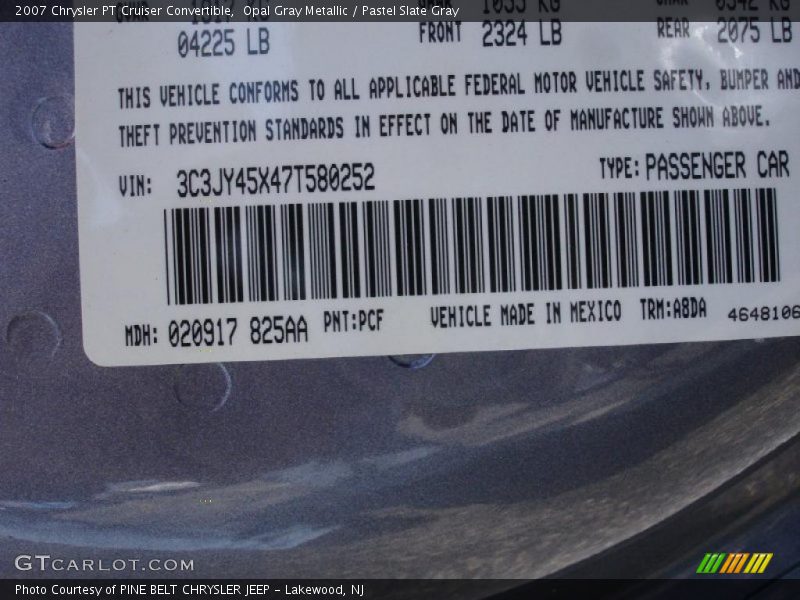 2007 Chrysler PT Cruiser Convertible, Opal Gray Metallic / Pastel Slate Gray
04225 LB FRONT 2324 LB REAR 2075 LB
THIS VEHICLE CONFORMS TO ALL APPLICABLE FEDERAL MOTOR VEHICLE SAFETY, BUMPER AND
THEFT PREVENTION STANDARDS IN EFFECT ON THE DATE OF MANUFACTURE SHOWN ABOVE.
VIN: 3C3JY45X47T580252 TYPE: PASSENGER CAR
MDH: 020917 825AA PNT:PCF VEHICLE MADE IN MEXICO TRM:A8DA 4648106
GTCARLOT.COM
Photo Courtesy of PINE BELT CHRYSLER JEEP - Lakewood, NJ